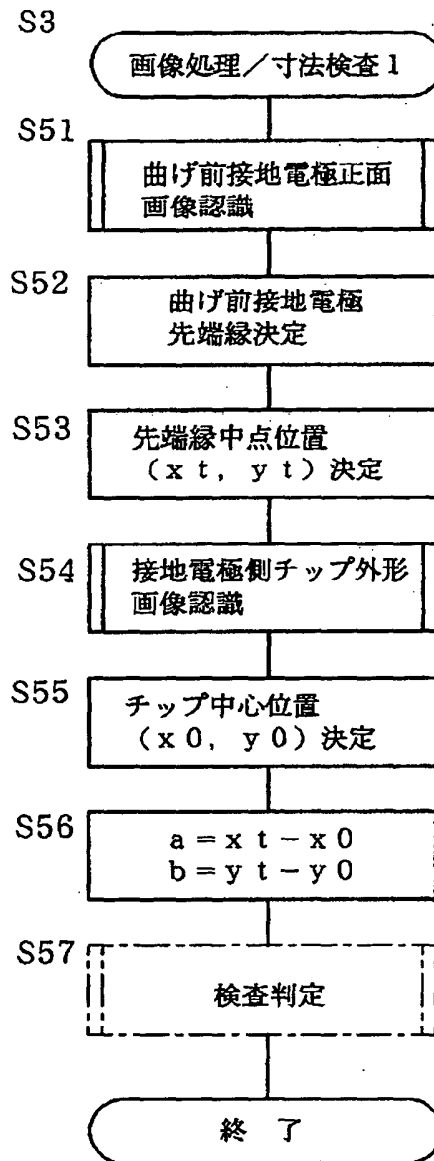 S3
画像処理／寸法検査1
S51
曲げ前接地電極正面
画像認識
S52
曲げ前接地電極
先端縁決定
S53
先端縁中点位置
(xt, yt)決定
S54
接地電極側チップ外形
画像認識
S55
チップ中心位置
(x0, y0)決定
S56
a=xt-x0
b=yt-y0
S57
検査判定
終 了